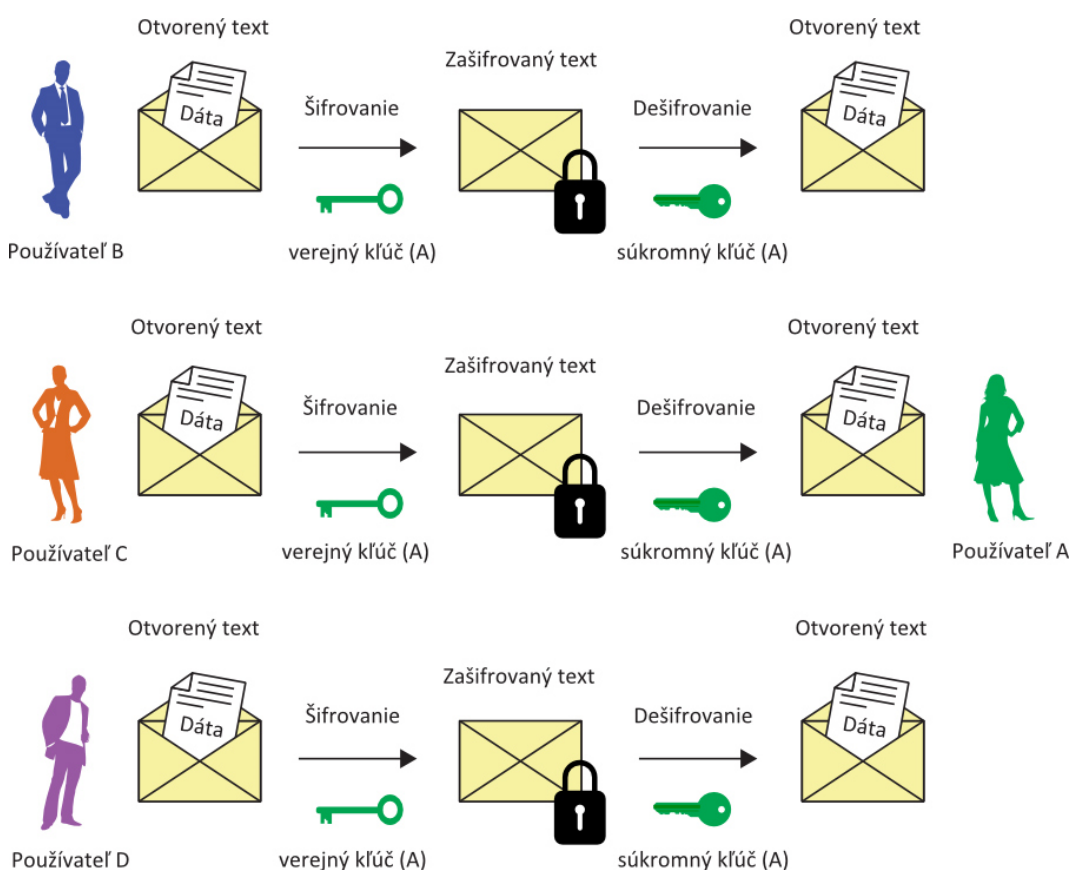 Otvorený text
Otvorený text
Zašifrovaný text
Dáta
Šifrovanie
Dešifrovanie
Dáta
Používateľ B
verejný kľúč (A)
súkromný kľúč (A)
Otvorený text
Otvorený text
Zašifrovaný text
Dáta
Šifrovanie
Dešifrovanie
Dáta
Používateľ C
verejný kľúč (A)
súkromný kľúč (A)
Používateľ A
Otvorený text
Otvorený text
Zašifrovaný text
Dáta
Šifrovanie
Dešifrovanie
Dáta
Používateľ D
verejný kľúč (A)
súkromný kľúč (A)